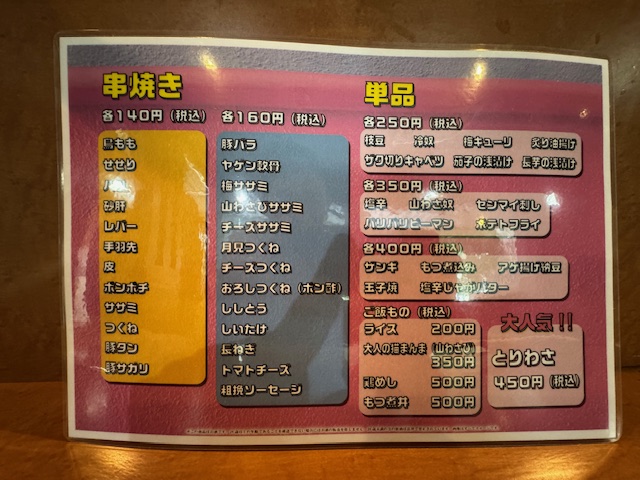 串焼き
各140円（税込）
鳥もも
せせり
砂肝
レバー
手羽先
皮
ボンボチ
ササミ
つくね
豚タン
豚サガリ
各160円（税込）
豚バラ
ヤゲン軟骨
梅ササミ
山わさびササミ
チーズササミ
月見つくね
チーズつくね
おろしつくね（ポン酢）
ししとう
しいたけ
長ねぎ
トマトチーズ
粗挽ソーセージ
単品
各250円（税込）
枝豆 冷奴 梅キューリ 炙り油揚げ
ザク切りキャベツ 茄子の浅漬け 長芋の浅漬け
各350円（税込）
塩辛 山わさ奴 センマイ刺し
パリパリピーマン ポテトフライ
各400円（税込）
ザンギ もつ煮込み アゲ揚げ納豆
玉子焼 塩辛じゃがバター
ご飯もの（税込）
ライス 200円
大人の猫まんま（山わさび）
350円
鶏めし 500円
もつ煮丼 500円
大人気!!
とりわさ
450円（税込）